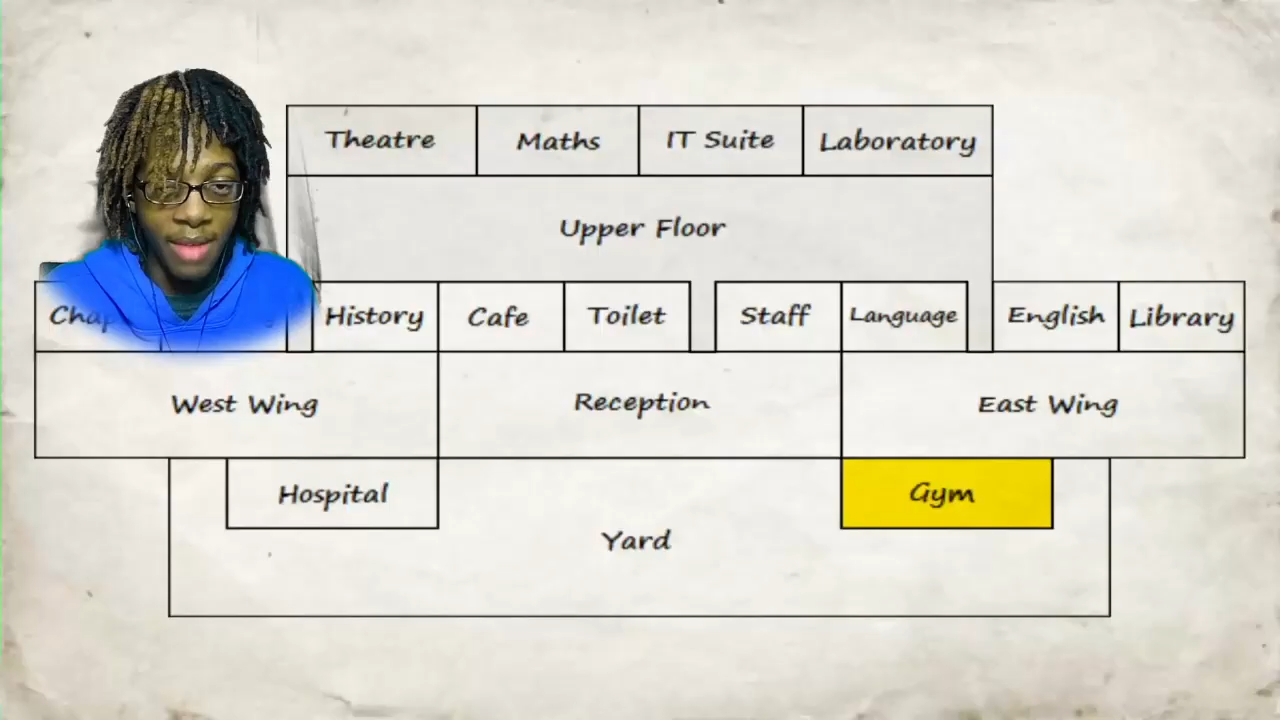 Theatre Maths IT Suite Laboratory
Upper Floor
History Cafe Toilet Staff Language English Library
West Wing Reception East Wing
Hospital Gym
Yard